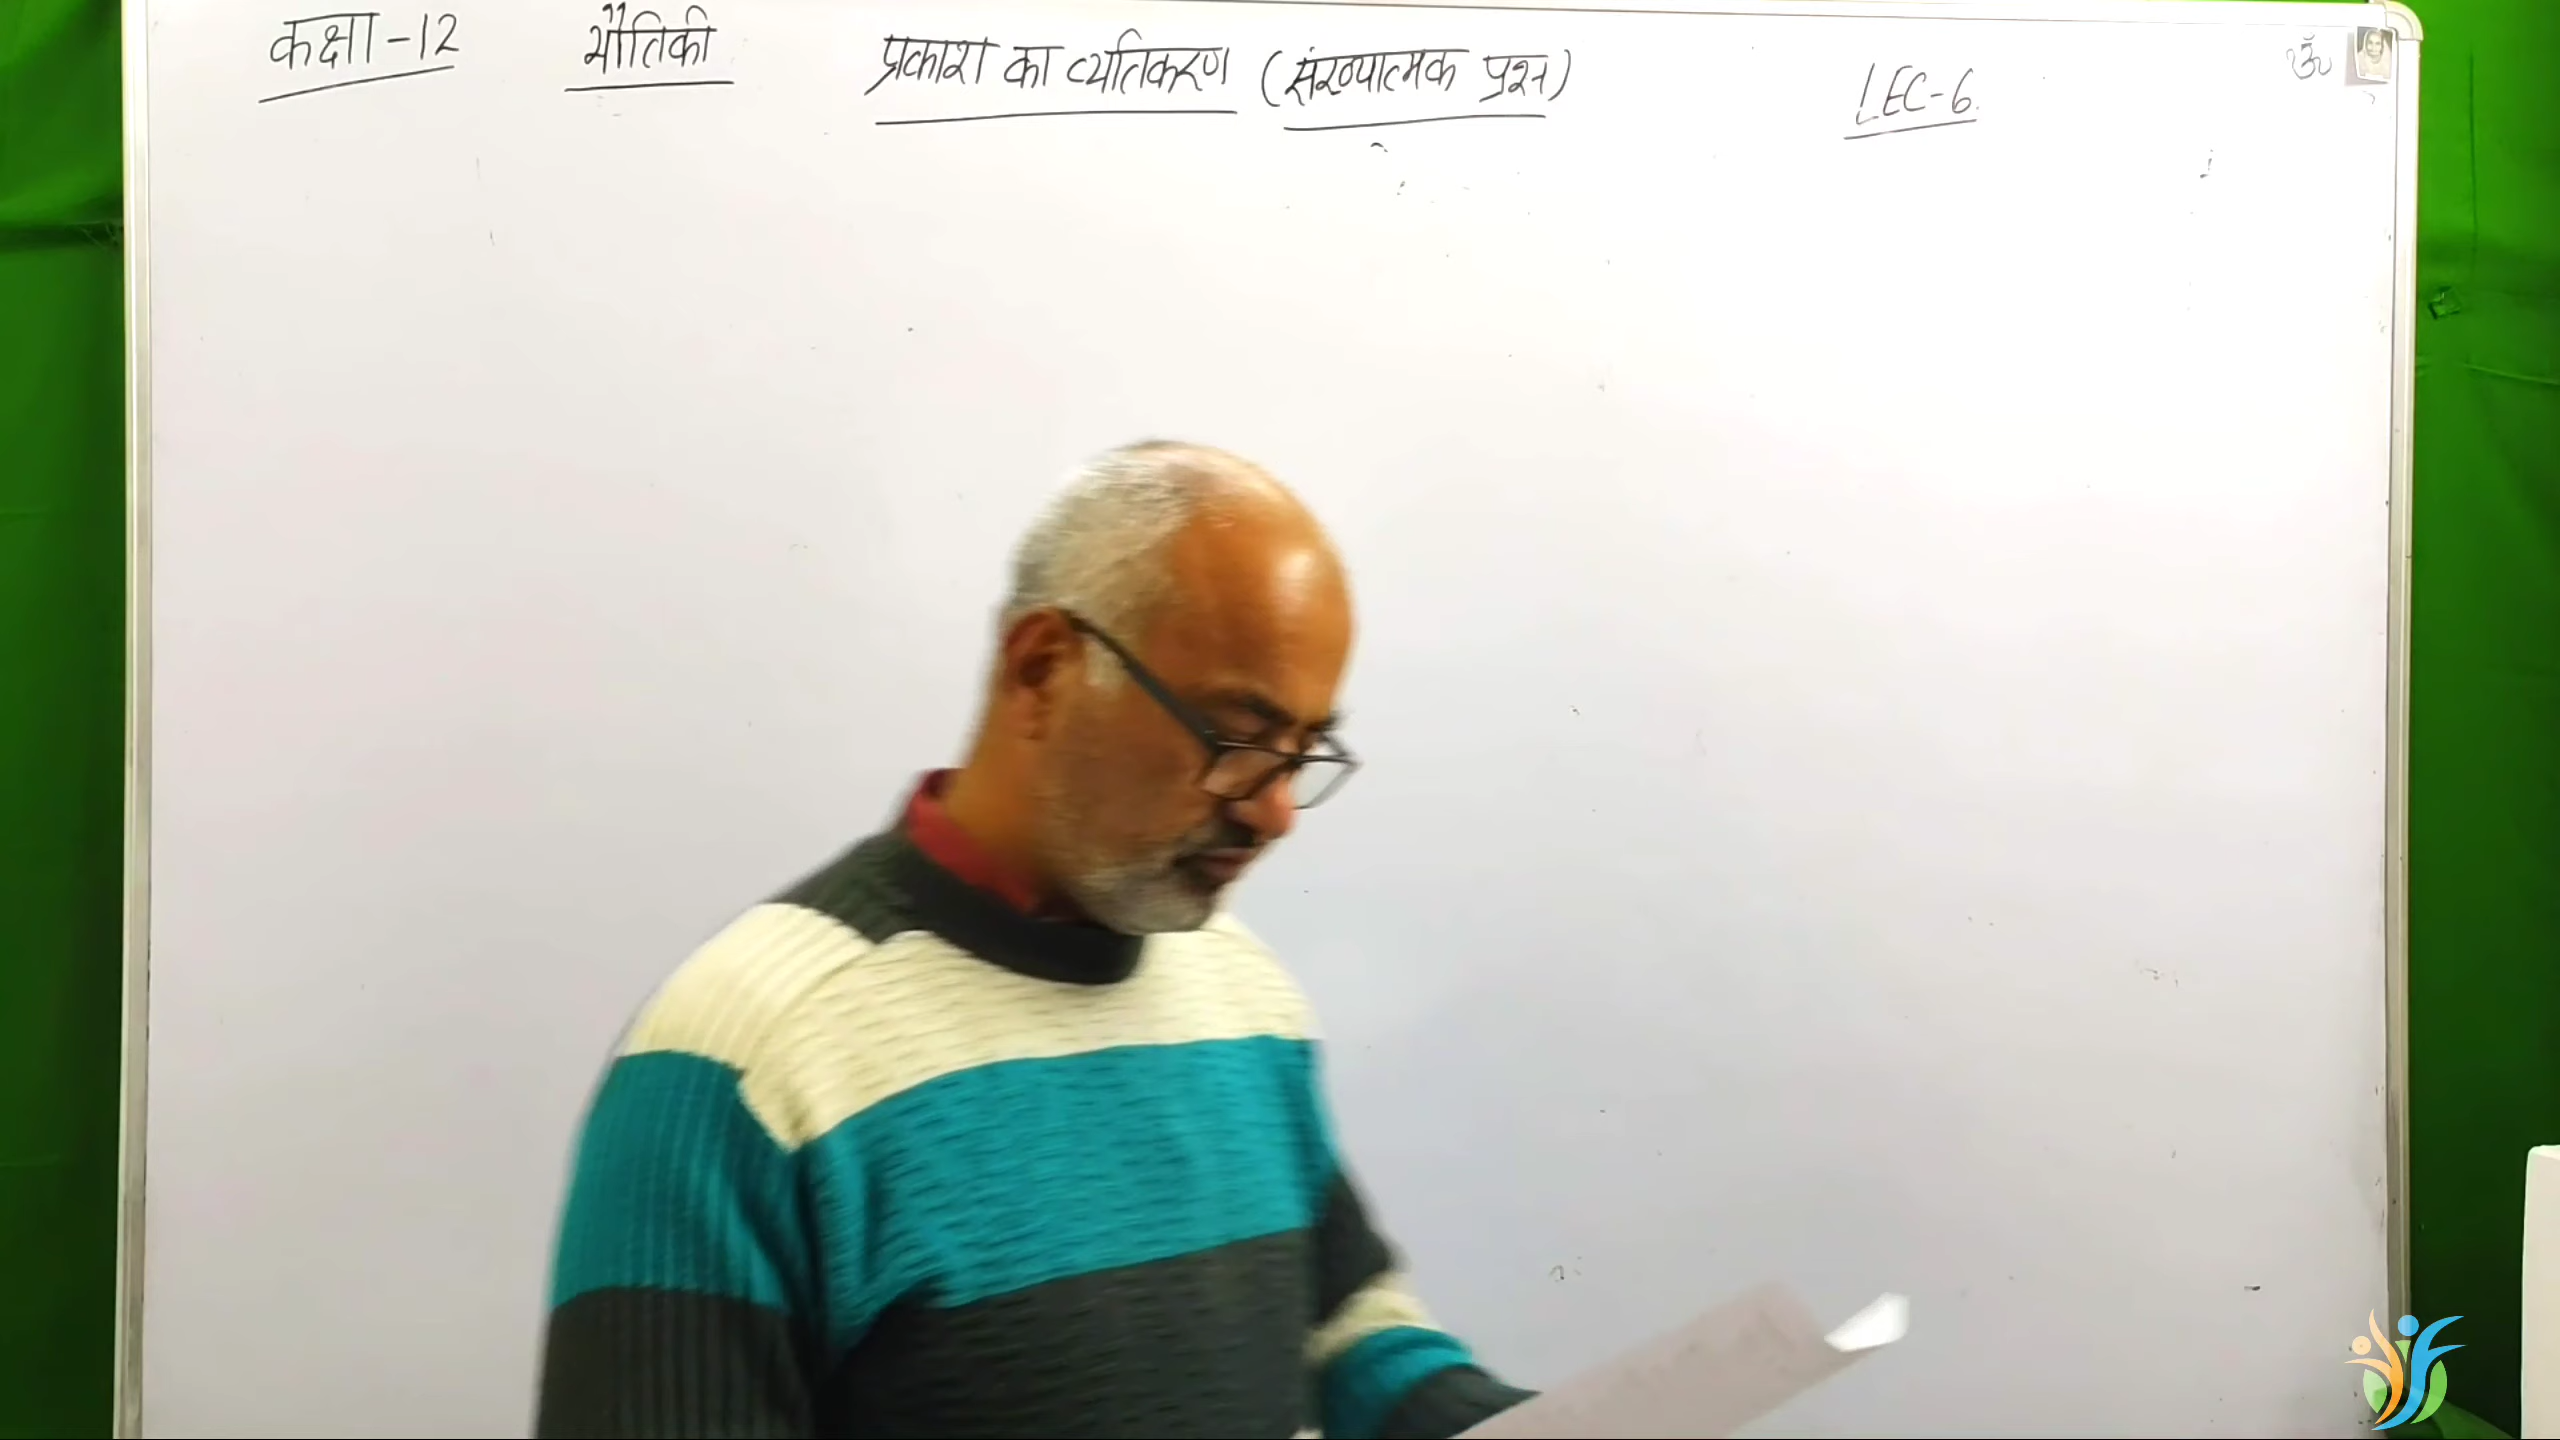 कक्षा -12 भौतिकी प्रकाश का व्यतिकरण (संख्यात्मक प्रश्न) LEC-6.
ॐ